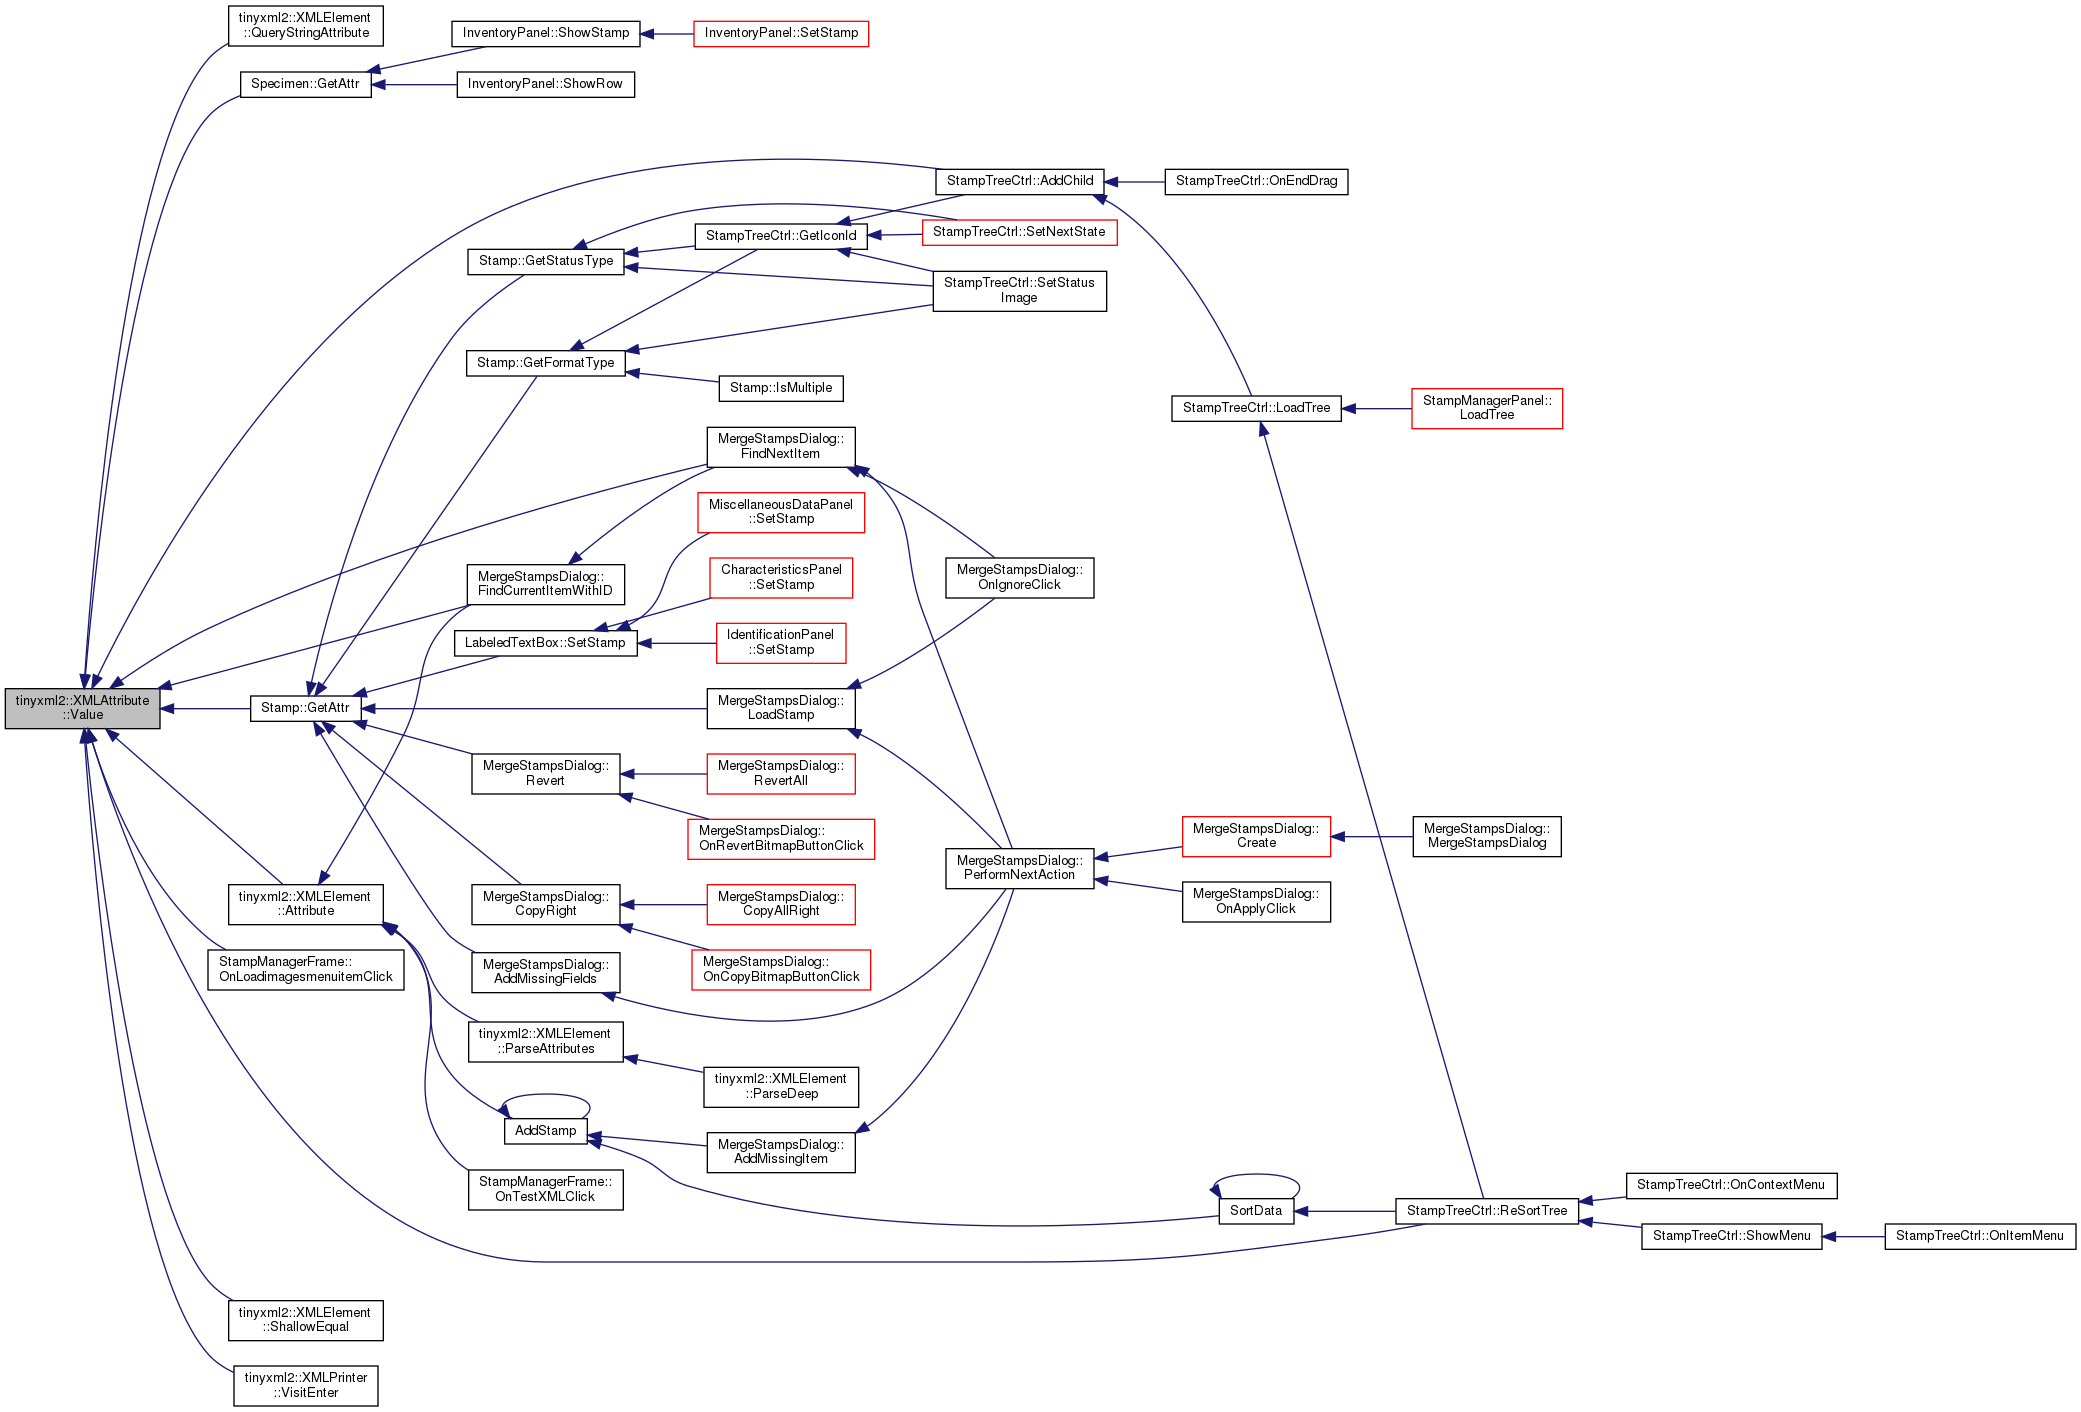 tinyxml2::XMLElement
::QueryStringAttribute
InventoryPanel::ShowStamp
InventoryPanel::SetStamp
Specimen::GetAttr
InventoryPanel::ShowRow
StampTreeCtrl::AddChild
StampTreeCtrl::OnEndDrag
StampTreeCtrl::GetIconId
StampTreeCtrl::SetNextState
Stamp::GetStatusType
StampTreeCtrl::SetStatus
Image
Stamp::GetFormatType
Stamp::IsMultiple
StampTreeCtrl::LoadTree
StampManagerPanel::
LoadTree
MergeStampsDialog::
FindNextItem
MiscellaneousDataPanel
::SetStamp
MergeStampsDialog::
FindCurrentItemWithID
CharacteristicsPanel
::SetStamp
MergeStampsDialog::
OnIgnoreClick
LabeledTextBox::SetStamp
IdentificationPanel
::SetStamp
tinyxml2::XMLAttribute
::Value
Stamp::GetAttr
MergeStampsDialog::
LoadStamp
MergeStampsDialog::
Revert
MergeStampsDialog::
RevertAll
MergeStampsDialog::
OnRevertBitmapButtonClick
MergeStampsDialog::
PerformNextAction
MergeStampsDialog::
Create
MergeStampsDialog::
MergeStampsDialog
MergeStampsDialog::
OnApplyClick
tinyxml2::XMLElement
::Attribute
MergeStampsDialog::
CopyRight
MergeStampsDialog::
CopyAllRight
StampManagerFrame::
OnLoadimagesmenuitemClick
MergeStampsDialog::
AddMissingFields
MergeStampsDialog::
OnCopyBitmapButtonClick
tinyxml2::XMLElement
::ParseAttributes
tinyxml2::XMLElement
::ParseDeep
AddStamp
MergeStampsDialog::
AddMissingItem
StampManagerFrame::
OnTestXMLClick
SortData
StampTreeCtrl::ReSortTree
StampTreeCtrl::OnContextMenu
StampTreeCtrl::ShowMenu
StampTreeCtrl::OnItemMenu
tinyxml2::XMLElement
::ShallowEqual
tinyxml2::XMLPrinter
::VisitEnter